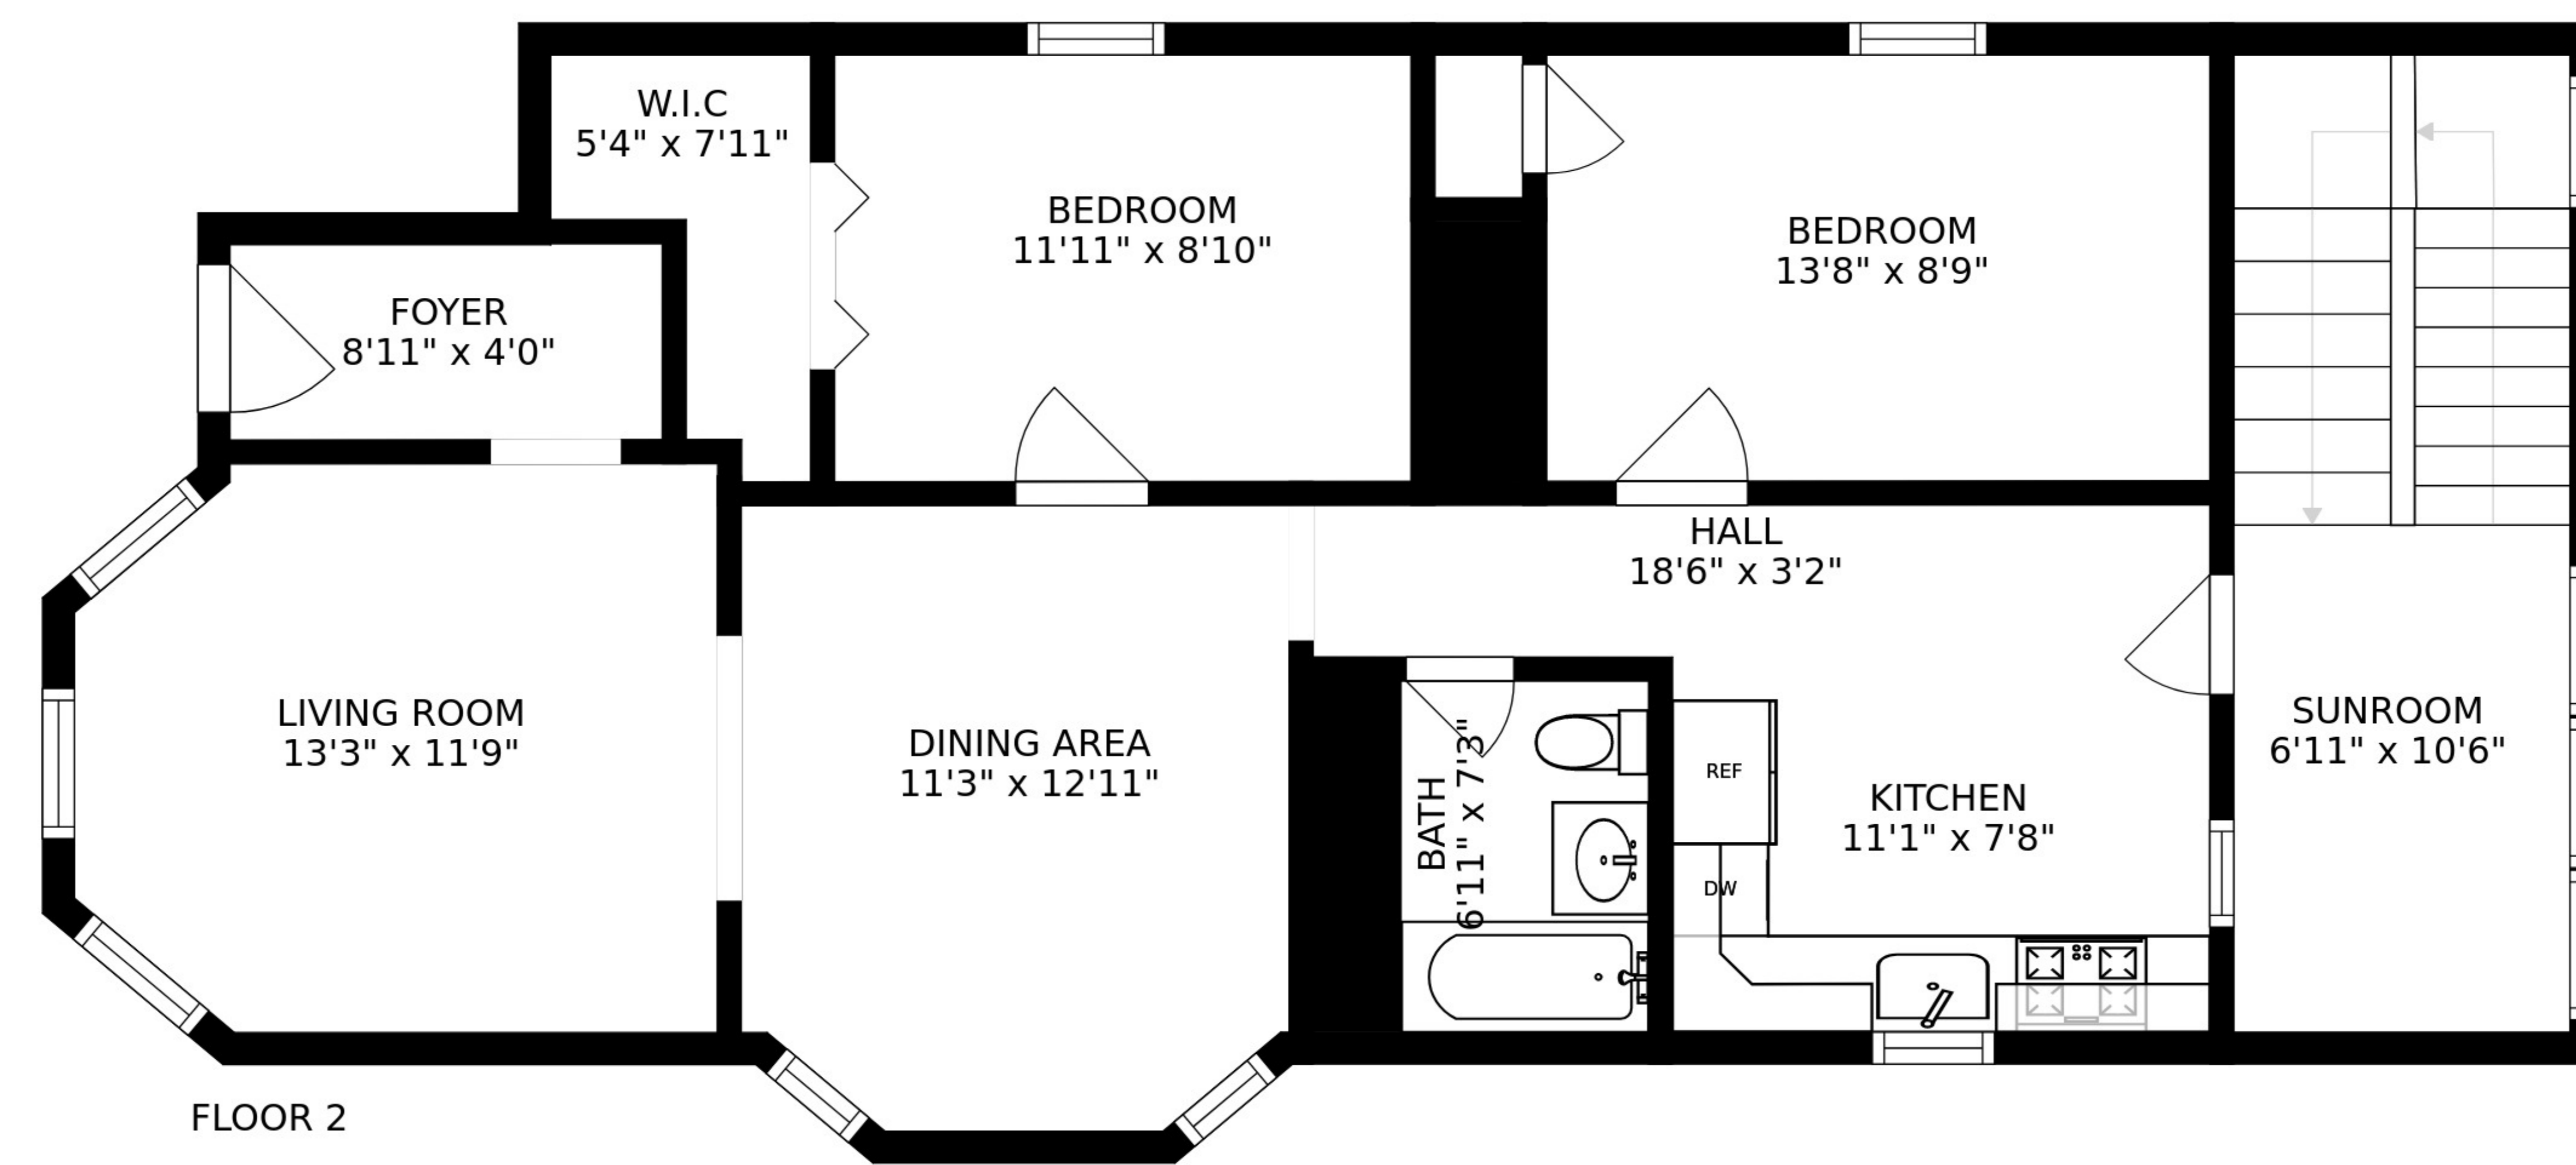 W.I.C
5'4" x 7'11"
BEDROOM
11'11" x 8'10"
BEDROOM
13'8" x 8'9"
FOYER
8'11" x 4'0"
HALL
18'6" x 3'2"
LIVING ROOM
13'3" x 11'9"
DINING AREA
11'3" x 12'11"
BATH
6'11" x 7'3"
REF
DW
KITCHEN
11'1" x 7'8"
SUNROOM
6'11" x 10'6"
FLOOR 2